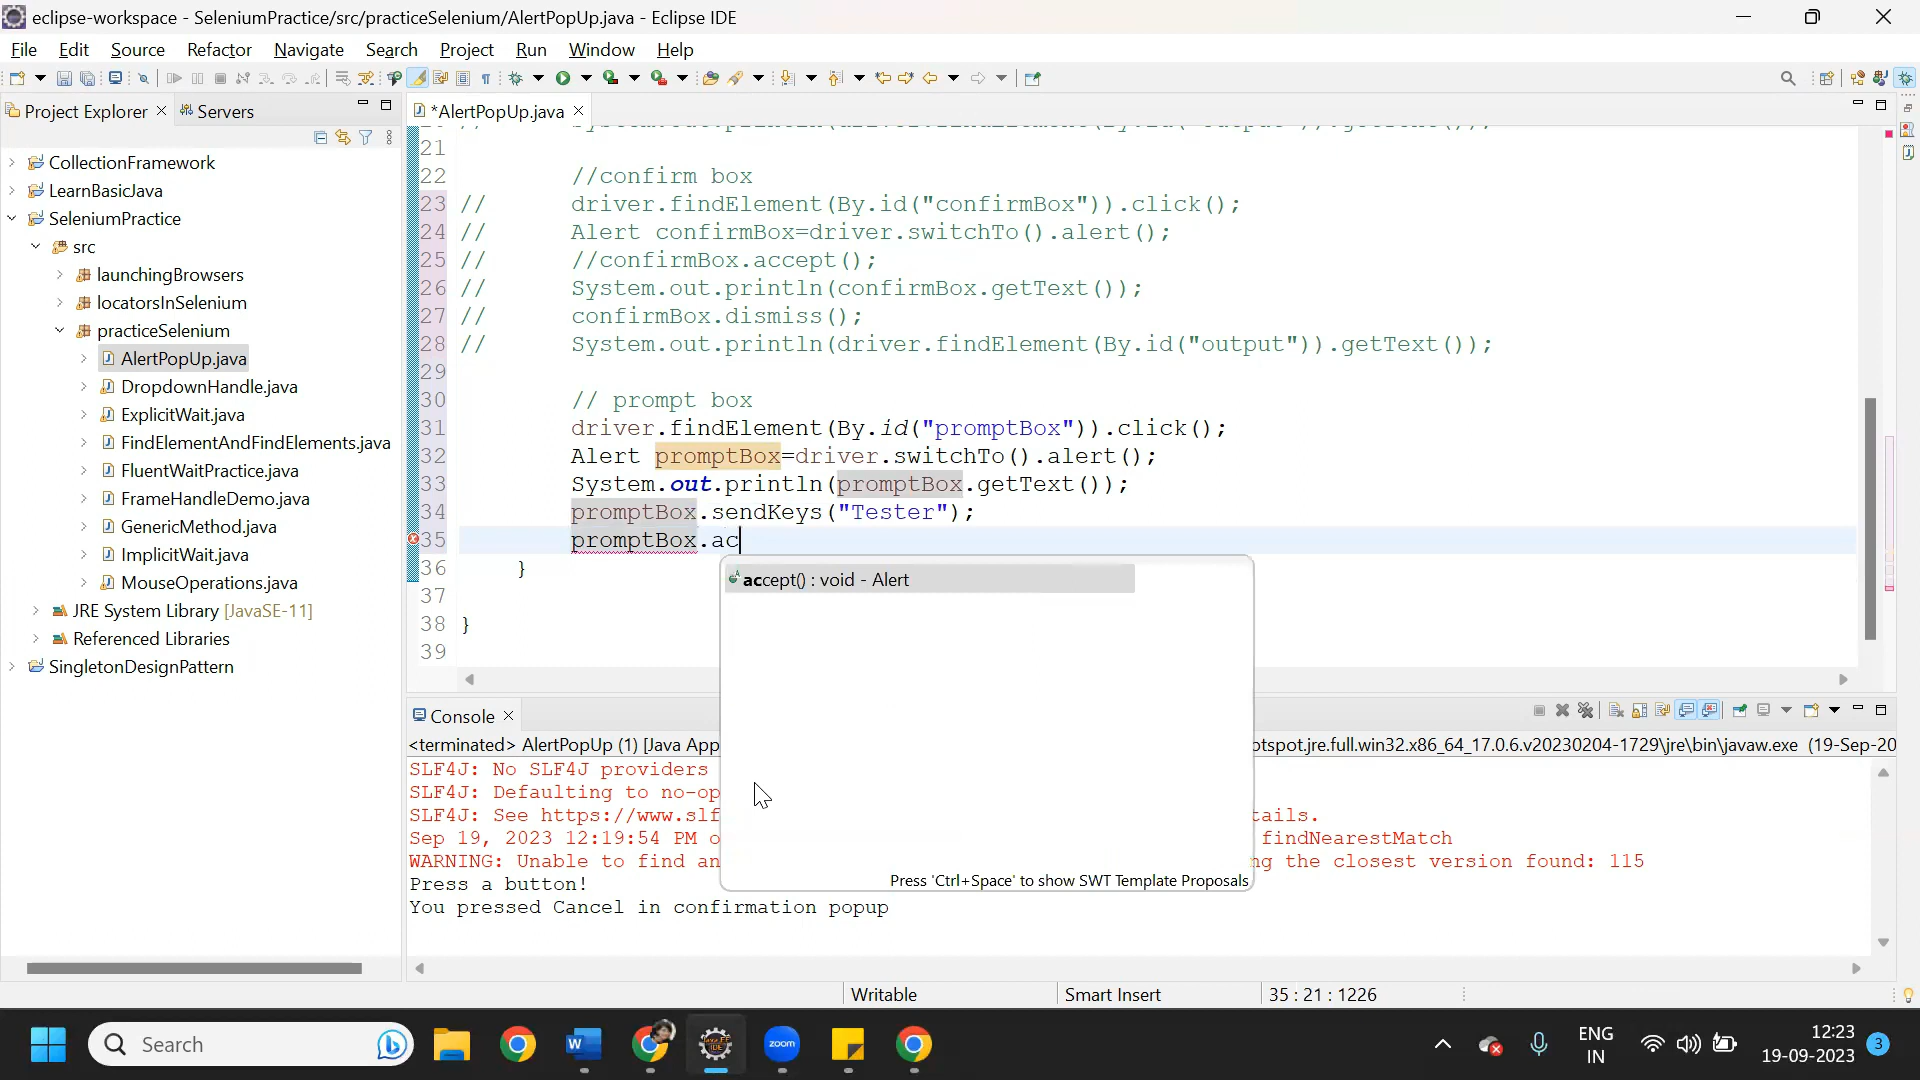 eclipse-workspace - SeleniumPractice/src/practiceSelenium/AlertPopUp.java - Eclipse IDE
File Edit Source Refactor Navigate Search Project Run Window Help
Project Explorer Servers
*AlertPopUp.java
CollectionFramework
LearnBasicJava
SeleniumPractice
src
launchingBrowsers
locatorsInSelenium
practiceSelenium
AlertPopUp.java
DropdownHandle.java
ExplicitWait.java
FindElementAndFindElements.java
FluentWaitPractice.java
FrameHandleDemo.java
GenericMethod.java
ImplicitWait.java
MouseOperations.java
JRE System Library [JavaSE-11]
Referenced Libraries
SingletonDesignPattern
21
22 //confirm box
23 // driver.findElement(By.id("confirmBox")).click();
24 // Alert confirmBox=driver.switchTo().alert();
25 // //confirmBox.accept();
26 // System.out.println(confirmBox.getText());
27 // confirmBox.dismiss();
28 // System.out.println(driver.findElement(By.id("output")).getText());
29
30 // prompt box
31 driver.findElement(By.id("promptBox")).click();
32 Alert promptBox=driver.switchTo().alert();
33 System.out.println(promptBox.getText());
34 promptBox.sendKeys("Tester");
35 promptBox.ac
36 }
37
38 }
39
accept() : void - Alert
Press 'Ctrl+Space' to show SWT Template Proposals
Console
<terminated> AlertPopUp (1) [Java App otspot.jre.full.win32.x86_64_17.0.6.v20230204-1729\jre\bin\javaw.exe (19-Sep-20
SLF4J: No SLF4J providers
SLF4J: Defaulting to no-op
SLF4J: See https://www.slf tails.
Sep 19, 2023 12:19:54 PM o findNearestMatch
WARNING: Unable to find an ng the closest version found: 115
Press a button!
You pressed Cancel in confirmation popup
Writable Smart Insert 35 : 21 : 1226
Search
zoom
ENG
IN
12:23
19-09-2023
3